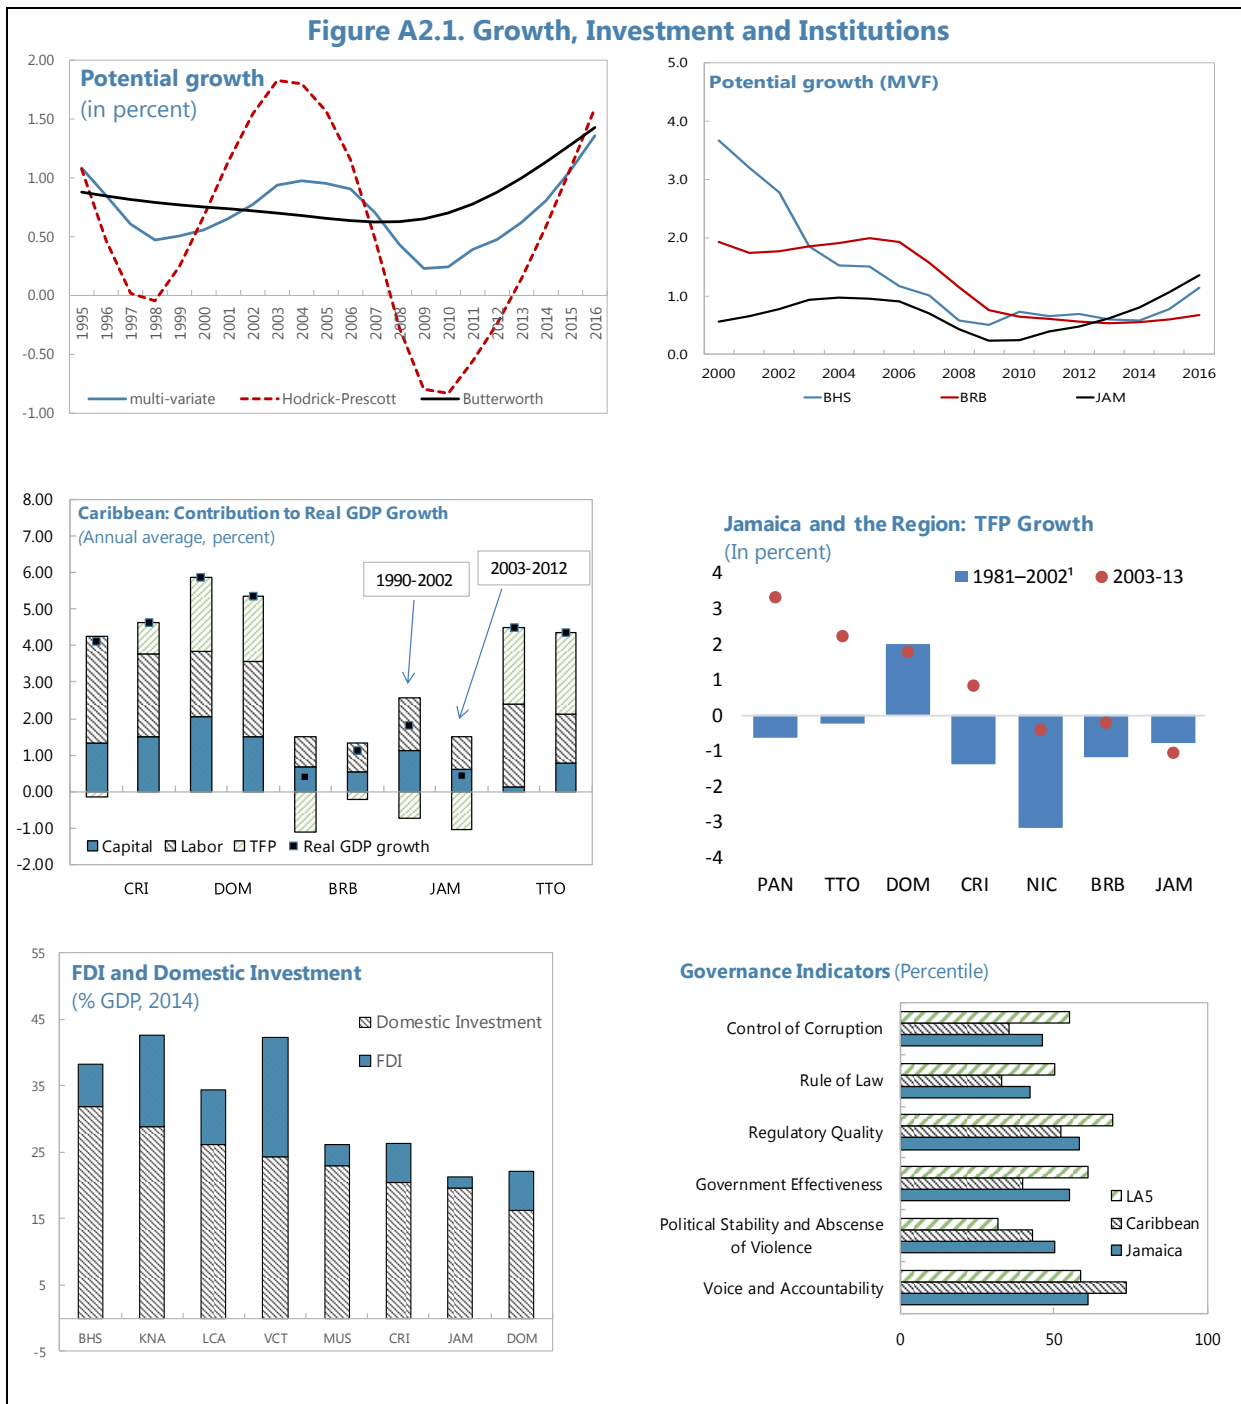 Figure A2.1. Growth, Investment and Institutions
Potential growth
(in percent)
2.00
1.50
1.00
0.50
0.00
-0.50
-1.00
1995
1996
1997
1998
1999
2000
2001
2002
2003
2004
2005
2006
2007
2008
2009
2010
2011
2012
2013
2014
2015
2016
multi-variate
Hodrick-Prescott
Butterworth
Potential growth (MVF)
5.0
4.0
3.0
2.0
1.0
0.0
2000
2002
2004
2006
2008
2010
2012
2014
2016
BHS
BRB
JAM
Caribbean: Contribution to Real GDP Growth
(Annual average, percent)
8.00
7.00
6.00
5.00
4.00
3.00
2.00
1.00
0.00
-1.00
-2.00
1990-2002
2003-2012
Capital
Labor
TFP
Real GDP growth
CRI
DOM
BRB
JAM
TTO
Jamaica and the Region: TFP Growth
(In percent)
1981–2002¹
2003-13
4
3
2
1
0
-1
-2
-3
-4
PAN
TTO
DOM
CRI
NIC
BRB
JAM
FDI and Domestic Investment
(% GDP, 2014)
Domestic Investment
FDI
55
45
35
25
15
5
-5
BHS
KNA
LCA
VCT
MUS
CRI
JAM
DOM
Governance Indicators (Percentile)
Control of Corruption
Rule of Law
Regulatory Quality
Government Effectiveness
Political Stability and Abscense
of Violence
Voice and Accountability
LA5
Caribbean
Jamaica
0
50
100